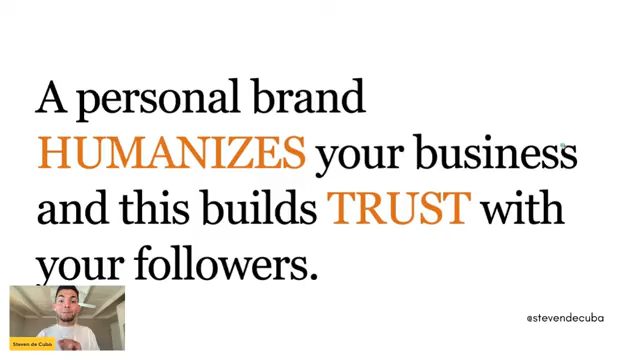 A personal brand
HUMANIZES your business
and this builds TRUST with
your followers.
Steven de Cuba
@stevendecuba